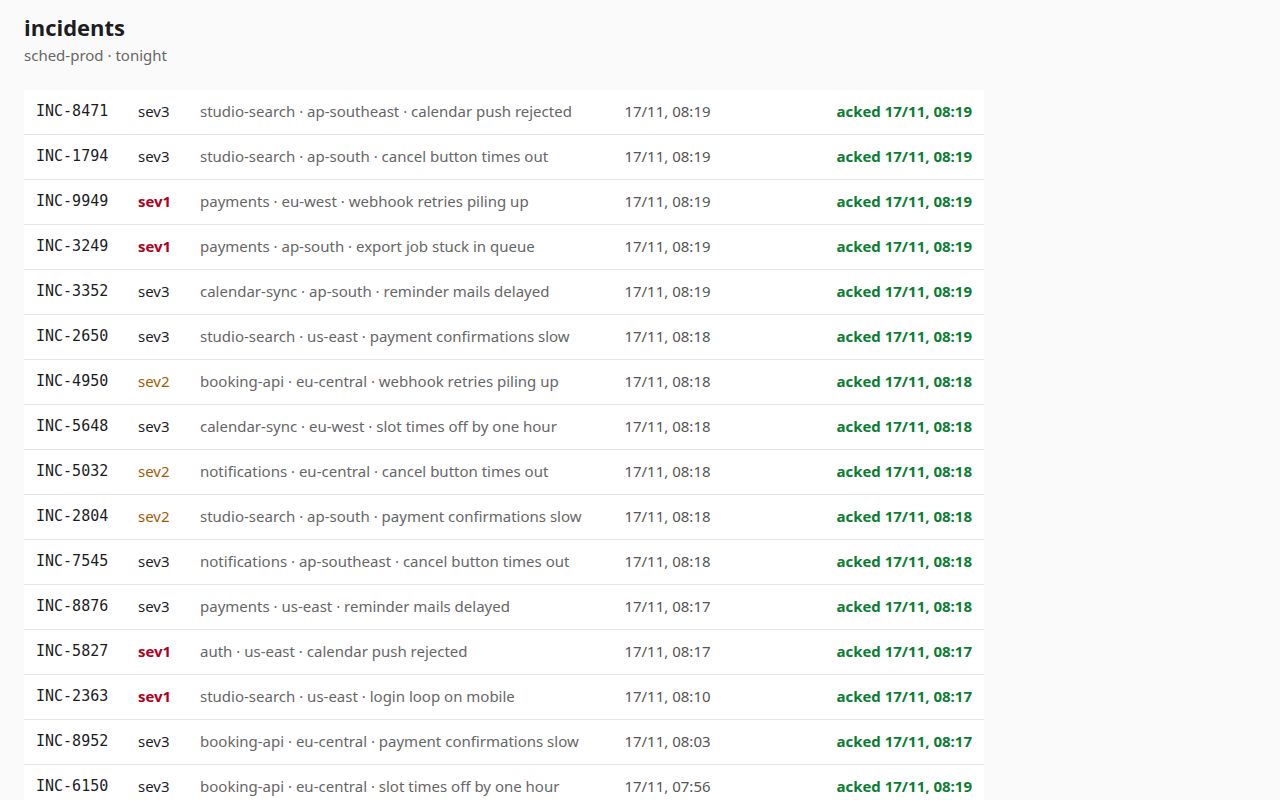 incidents
sched-prod · tonight
INC-8471 sev3 studio-search · ap-southeast · calendar push rejected 17/11, 08:19 acked 17/11, 08:19
INC-1794 sev3 studio-search · ap-south · cancel button times out 17/11, 08:19 acked 17/11, 08:19
INC-9949 sev1 payments · eu-west · webhook retries piling up 17/11, 08:19 acked 17/11, 08:19
INC-3249 sev1 payments · ap-south · export job stuck in queue 17/11, 08:19 acked 17/11, 08:19
INC-3352 sev3 calendar-sync · ap-south · reminder mails delayed 17/11, 08:19 acked 17/11, 08:19
INC-2650 sev3 studio-search · us-east · payment confirmations slow 17/11, 08:18 acked 17/11, 08:19
INC-4950 sev2 booking-api · eu-central · webhook retries piling up 17/11, 08:18 acked 17/11, 08:18
INC-5648 sev3 calendar-sync · eu-west · slot times off by one hour 17/11, 08:18 acked 17/11, 08:18
INC-5032 sev2 notifications · eu-central · cancel button times out 17/11, 08:18 acked 17/11, 08:18
INC-2804 sev2 studio-search · ap-south · payment confirmations slow 17/11, 08:18 acked 17/11, 08:18
INC-7545 sev3 notifications · ap-southeast · cancel button times out 17/11, 08:18 acked 17/11, 08:18
INC-8876 sev3 payments · us-east · reminder mails delayed 17/11, 08:17 acked 17/11, 08:18
INC-5827 sev1 auth · us-east · calendar push rejected 17/11, 08:17 acked 17/11, 08:17
INC-2363 sev1 studio-search · us-east · login loop on mobile 17/11, 08:10 acked 17/11, 08:17
INC-8952 sev3 booking-api · eu-central · payment confirmations slow 17/11, 08:03 acked 17/11, 08:17
INC-6150 sev3 booking-api · eu-central · slot times off by one hour 17/11, 07:56 acked 17/11, 08:19